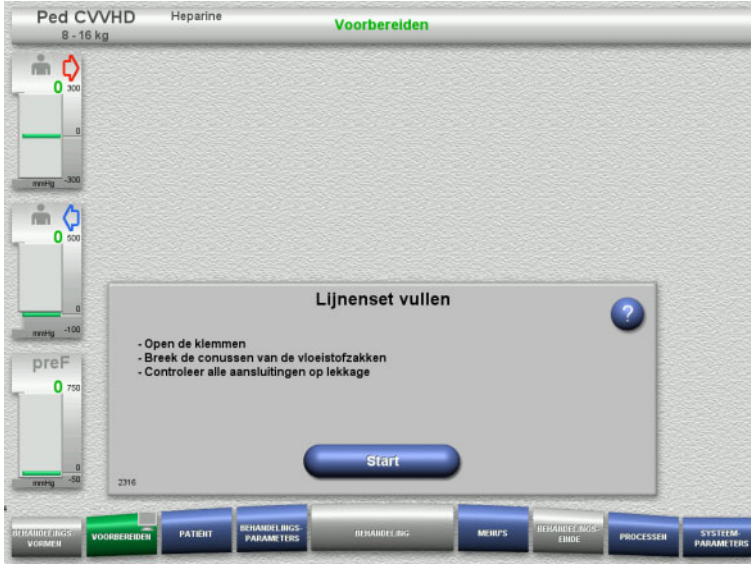 Ped CVVHD Heparine
8 - 16 kg
Voorbereiden
0 300
0
mmHg -300
0 500
0
mmHg -100
preF
0 750
0
mmHg -50
Lijnenset vullen
?
- Open de klemmen
- Breek de conussen van de vloeistofzakken
- Controleer alle aansluitingen op lekkage
Start
2316
BEHANDELINGS-
VORMEN
VOORBEREIDEN
PATIËNT
BEHANDELINGS-
PARAMETERS
BEHANDELING
MENU'S
BEHANDELINGS-
EINDE
PROCESSEN
SYSTEEM-
PARAMETERS